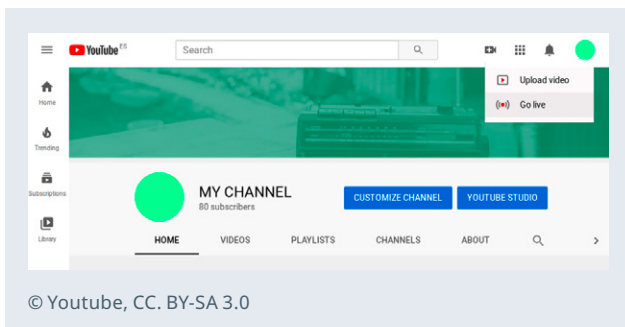 YouTube ES
Search
Upload video
Go live
Home
Trending
Subscriptions
Library
MY CHANNEL
80 subscribers
CUSTOMIZE CHANNEL
YOUTUBE STUDIO
HOME VIDEOS PLAYLISTS CHANNELS ABOUT
© Youtube, CC. BY-SA 3.0